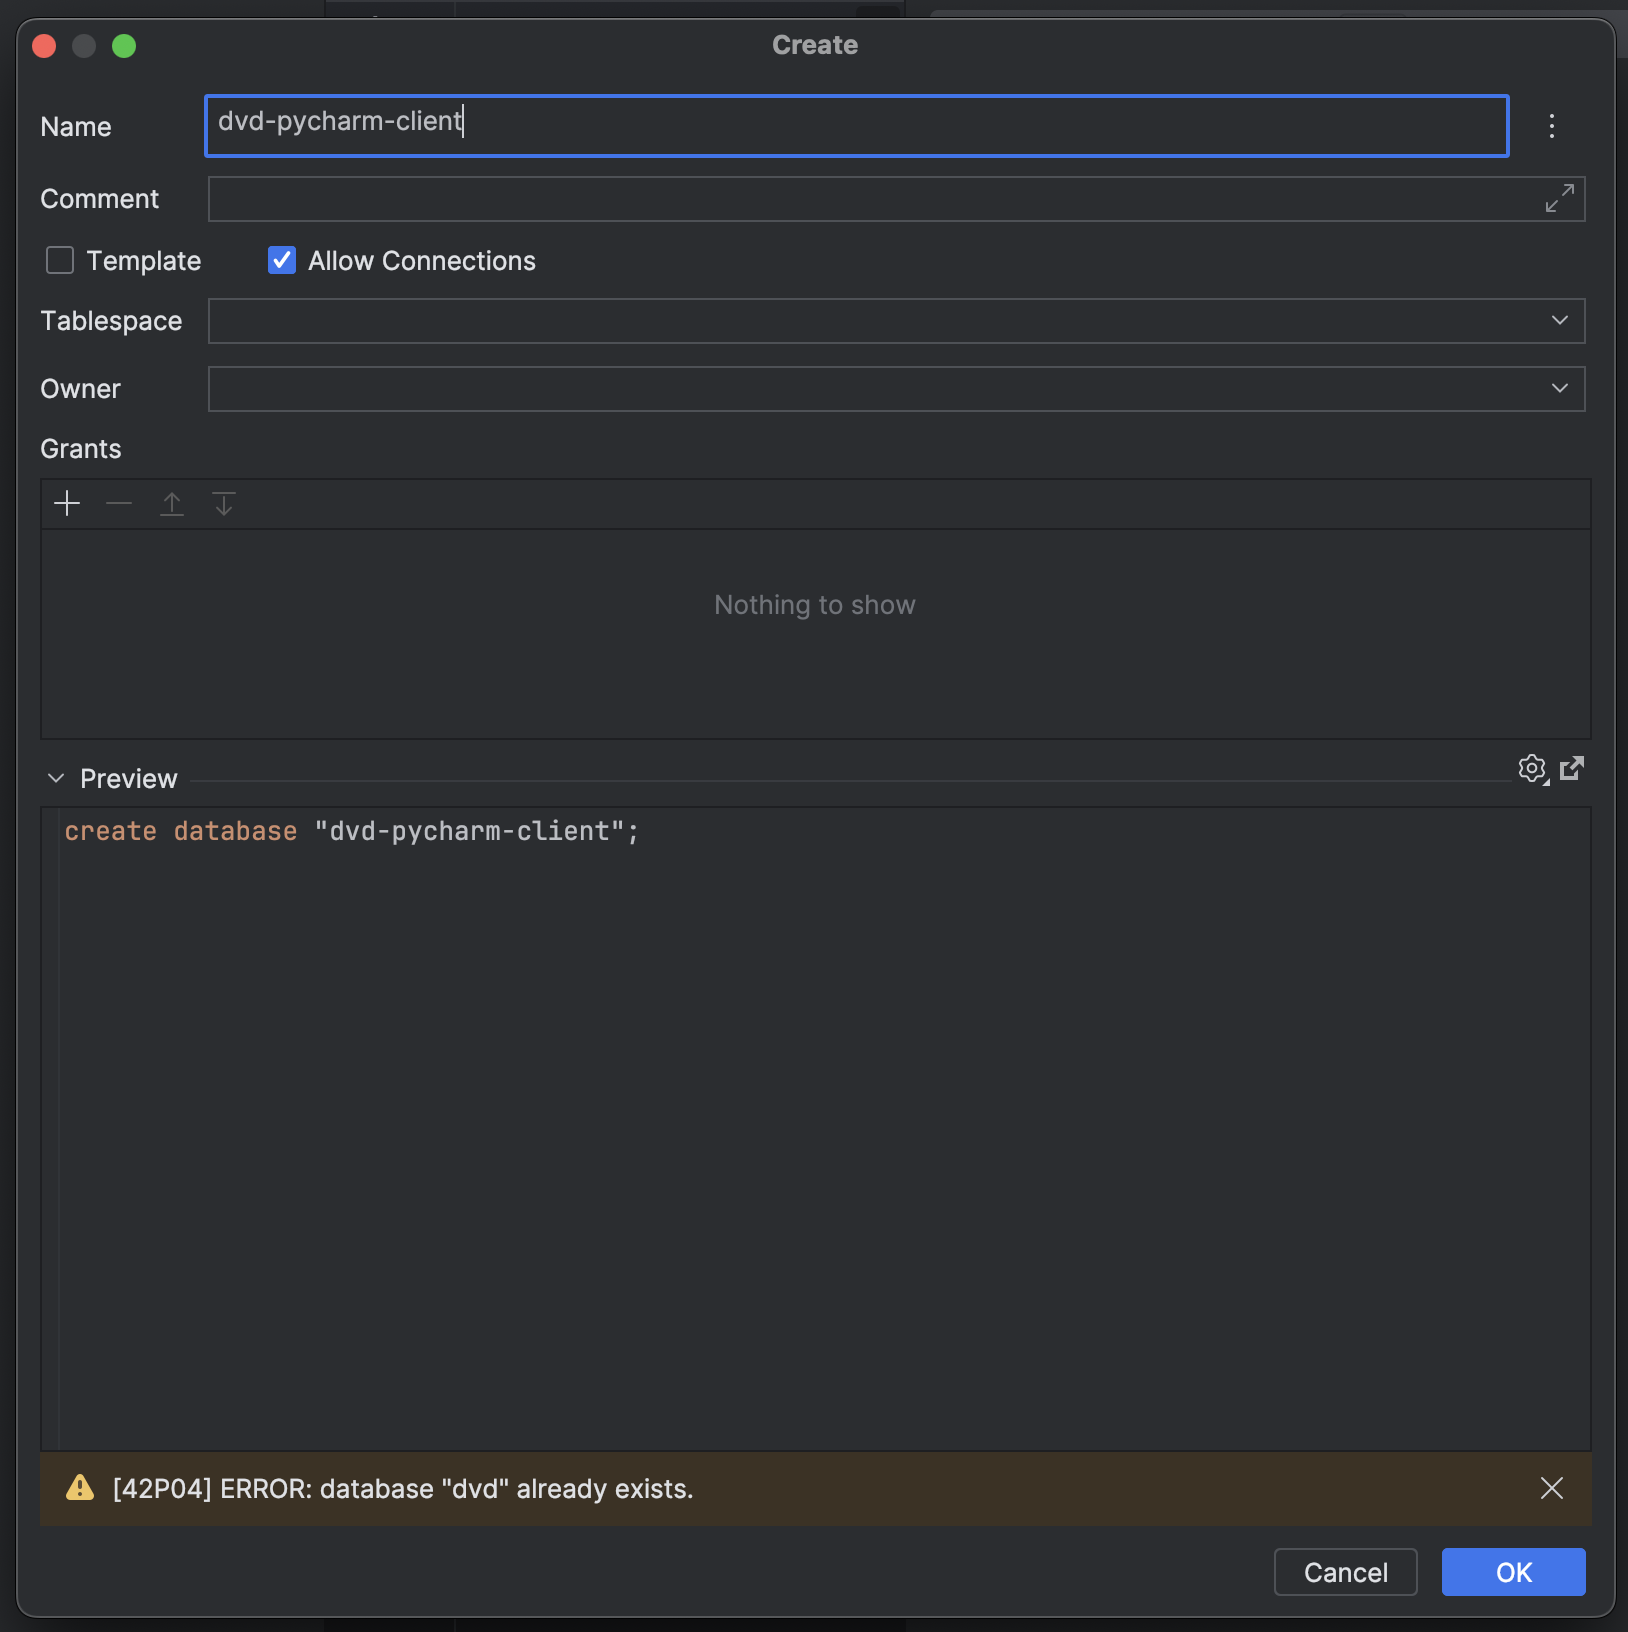 Create
Name
dvd-pycharm-client
Comment
Template
Allow Connections
Tablespace
Owner
Grants
Nothing to show
Preview
create database "dvd-pycharm-client";
[42P04] ERROR: database "dvd" already exists.
Cancel
OK